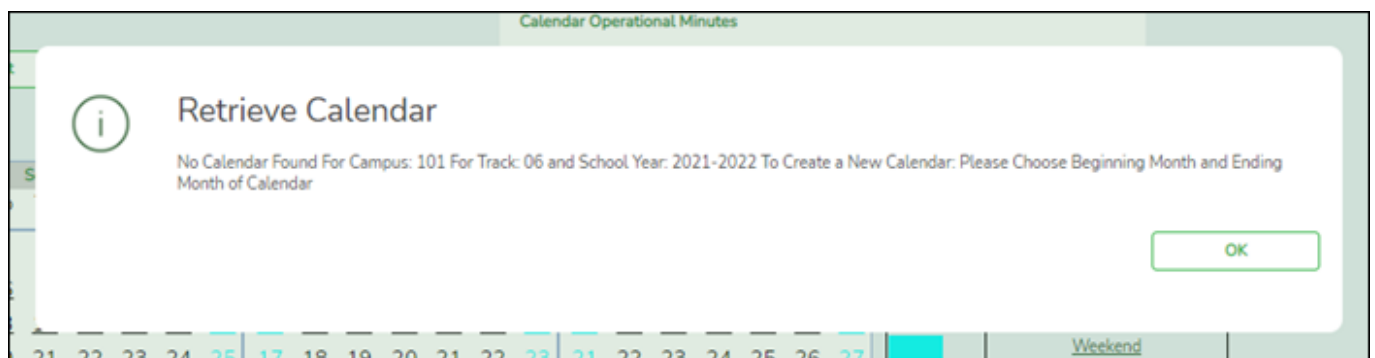 Calendar Operational Minutes
Retrieve Calendar
No Calendar Found For Campus: 101 For Track: 06 and School Year: 2021-2022 To Create a New Calendar: Please Choose Beginning Month and Ending
Month of Calendar
OK
21 22 23 24 25 17 18 19 20 21 22 23 21 22 23 24 25 26 27
Weekend